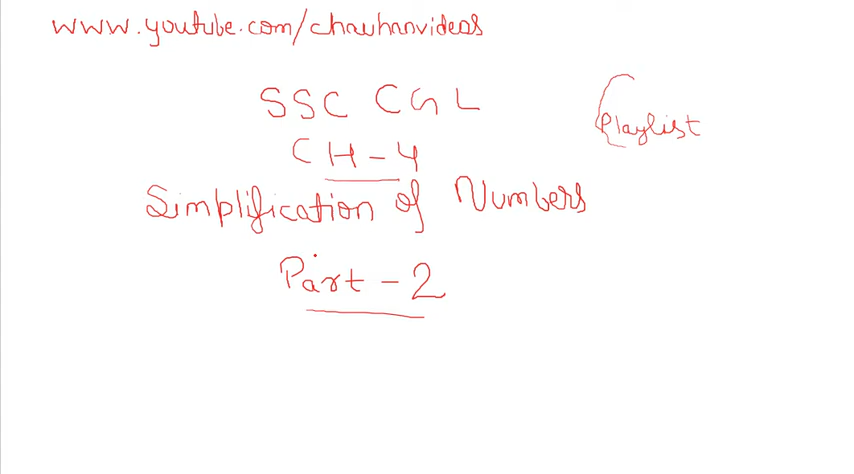 www.youtube.com/chauhanvideos
SSC CGL
Playlist
CH-4
Simplification of Numbers
Part-2